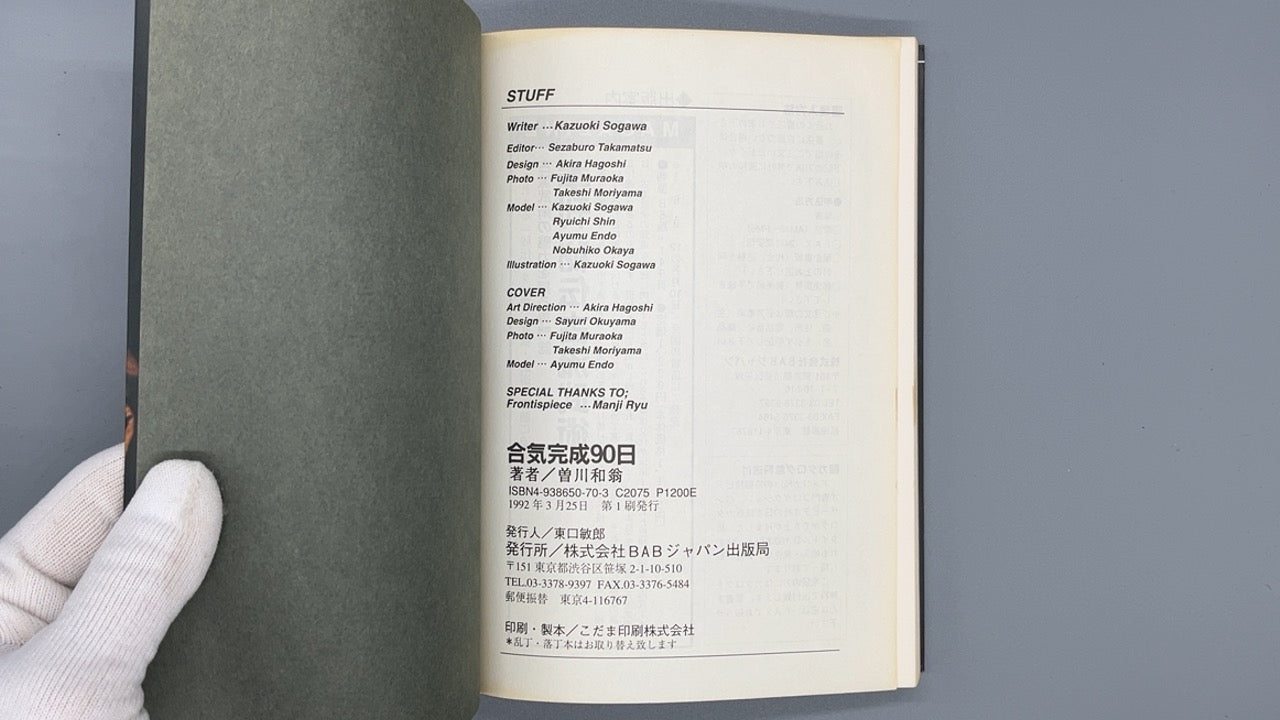 STUFF
Writer … Kazuoki Sogawa
Editor… Sezaburo Takamatsu
Design … Akira Hagoshi
Photo … Fujita Muraoka
Takeshi Moriyama
Model … Kazuoki Sogawa
Ryuichi Shin
Ayumu Endo
Nobuhiko Okaya
Illustration … Kazuoki Sogawa
COVER
Art Direction … Akira Hagoshi
Design … Sayuri Okuyama
Photo … Fujita Muraoka
Takeshi Moriyama
Model … Ayumu Endo
SPECIAL THANKS TO;
Frontispiece … Manji Ryu
合気完成90日
著者／曽川和翁
ISBN4-938650-70-3 C2075 P1200E
1992年3月25日 第1刷発行
発行人／東口敏郎
発行所／株式会社BABジャパン出版局
〒151 東京都渋谷区笹塚 2-1-10-510
TEL.03-3378-9397 FAX.03-3376-5484
郵便振替 東京4-116767
印刷・製本／こだま印刷株式会社
＊乱丁・落丁本はお取り替え致します